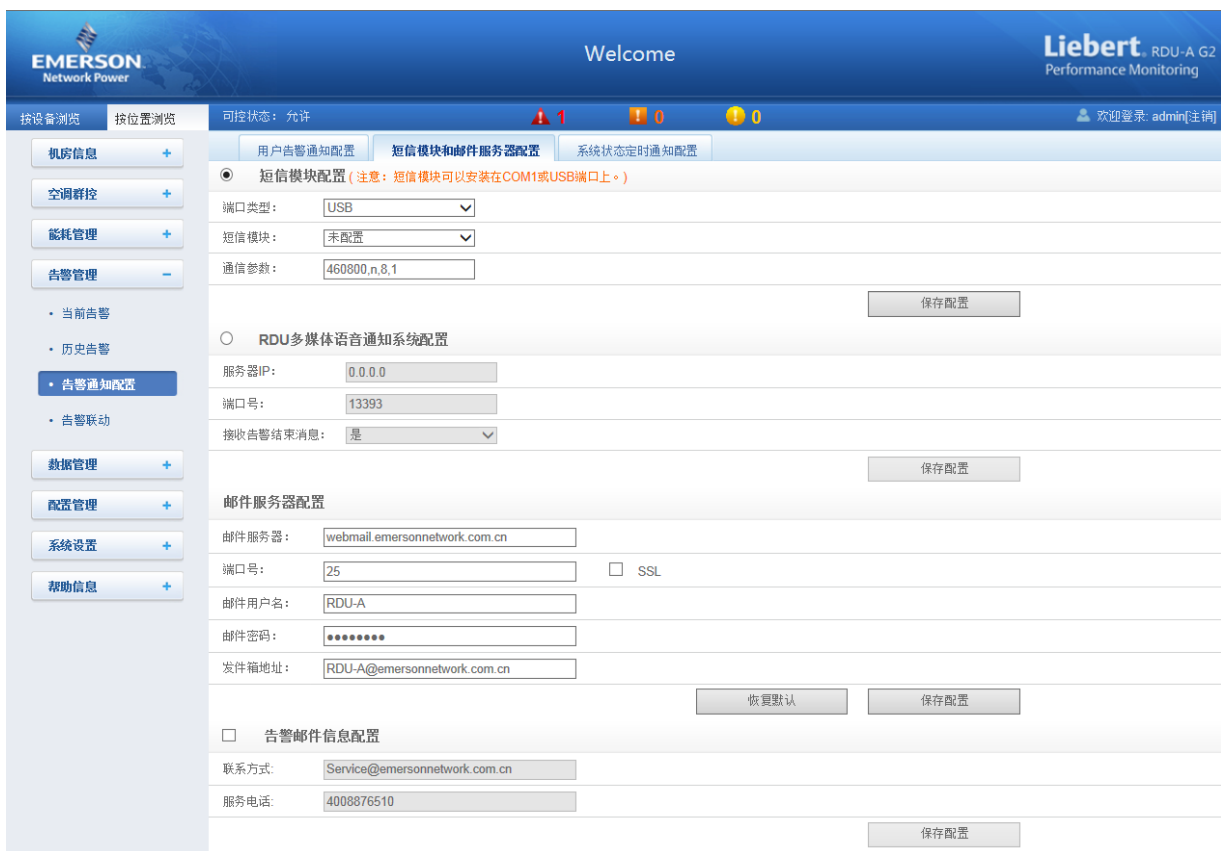 EMERSON.
Network Power
Welcome
Liebert® RDU-A G2
Performance Monitoring
按设备浏览 按位置浏览
可控状态：允许 1 0 0 欢迎登录: admin[注销]
机房信息 +
空调群控 +
能耗管理 +
告警管理 −
• 当前告警
• 历史告警
• 告警通知配置
• 告警联动
数据管理 +
配置管理 +
系统设置 +
帮助信息 +
用户告警通知配置 短信模块和邮件服务器配置 系统状态定时通知配置
短信模块配置(注意：短信模块可以安装在COM1或USB端口上。)
端口类型： USB
短信模块： 未配置
通信参数： 460800,n,8,1
保存配置
RDU多媒体语音通知系统配置
服务器IP： 0.0.0.0
端口号： 13393
接收告警结束消息： 是
保存配置
邮件服务器配置
邮件服务器： webmail.emersonnetwork.com.cn
端口号： 25 SSL
邮件用户名： RDU-A
邮件密码： ●●●●●●●●
发件箱地址： RDU-A@emersonnetwork.com.cn
恢复默认 保存配置
告警邮件信息配置
联系方式: Service@emersonnetwork.com.cn
服务电话: 4008876510
保存配置